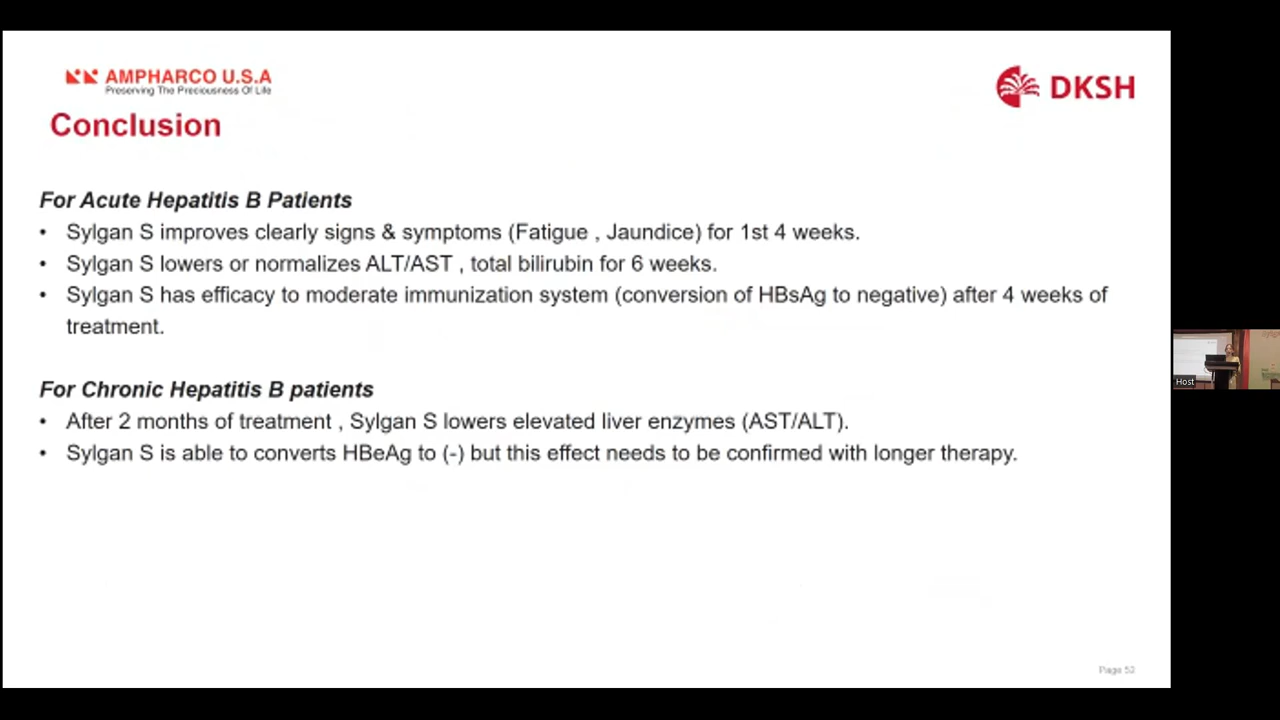 AMPHARCO U.S.A
Preserving The Preciousness Of Life
DKSH
Conclusion
For Acute Hepatitis B Patients
• Sylgan S improves clearly signs & symptoms (Fatigue , Jaundice) for 1st 4 weeks.
• Sylgan S lowers or normalizes ALT/AST , total bilirubin for 6 weeks.
• Sylgan S has efficacy to moderate immunization system (conversion of HBsAg to negative) after 4 weeks of
treatment.
For Chronic Hepatitis B patients
• After 2 months of treatment , Sylgan S lowers elevated liver enzymes (AST/ALT).
• Sylgan S is able to converts HBeAg to (-) but this effect needs to be confirmed with longer therapy.
Host
Page 53